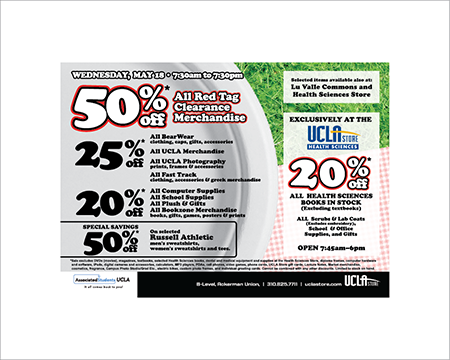 WEDNESDAY, MAY 18 • 7:30am to 7:30pm
50%* off
All Red Tag
Clearance
Merchandise
25%* off
All BearWear
clothing, caps, gifts, accessories
All UCLA Merchandise
All UCLA Photography
prints, frames & accessories
All Fast Track
clothing, accessories & greek merchandise
20%* off
All Computer Supplies
All School Supplies
All Plush & Gifts
All Bookzone Merchandise
books, gifts, games, posters & prints
SPECIAL SAVINGS
50%* off
On selected
Russell Athletic
men's sweatshirts,
women's sweatshirts and tees.
Selected items available also at:
Lu Valle Commons and
Health Sciences Store
EXCLUSIVELY AT THE
UCLA STORE
HEALTH SCIENCES
20%* off
ALL HEALTH SCIENCES
BOOKS IN STOCK
(Excluding textbooks)
ALL Scrubs & Lab Coats
(Excludes embroidery),
School & Office
Supplies, and Gifts
OPEN 7:45am–6pm
Associated Students UCLA
B-Level, Ackerman Union, | 310.825.7711 | uclastore.com
UCLA STORE